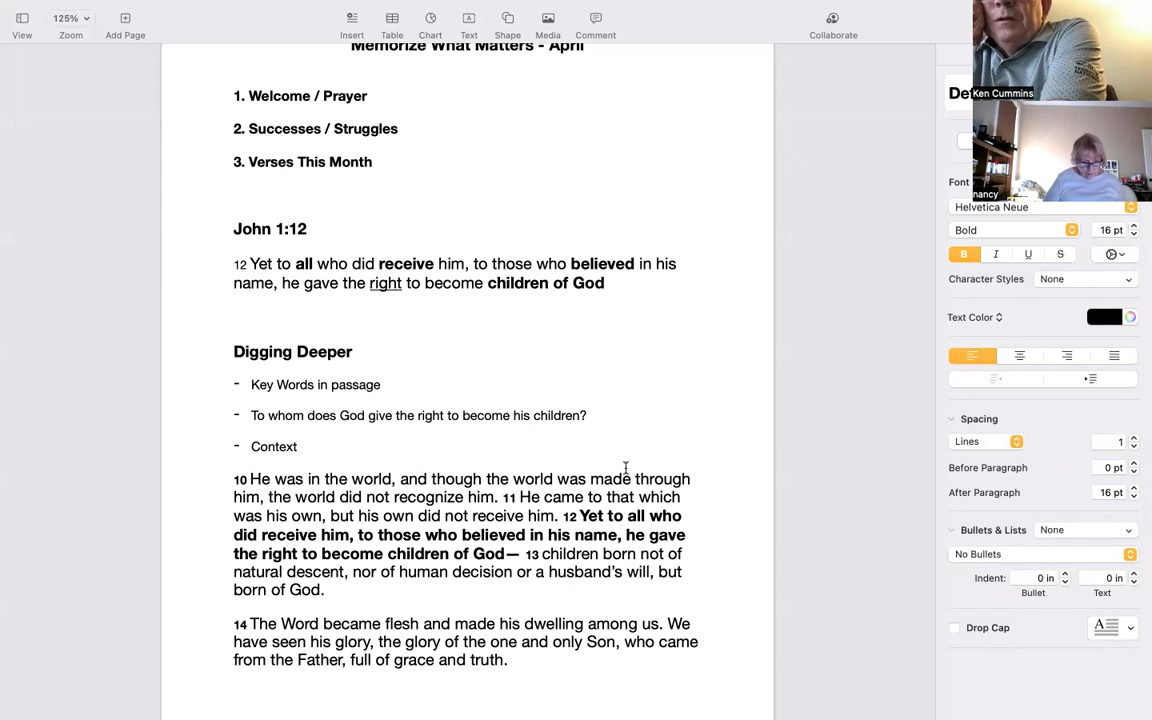 125%
View
Zoom
Add Page
Insert
Table
Chart
Text
Shape
Media
Comment
Collaborate
Memorize What Matters - April
1. Welcome / Prayer
2. Successes / Struggles
3. Verses This Month
John 1:12
12 Yet to all who did receive him, to those who believed in his
name, he gave the right to become children of God
Digging Deeper
- Key Words in passage
- To whom does God give the right to become his children?
- Context
10 He was in the world, and though the world was made through
him, the world did not recognize him. 11 He came to that which
was his own, but his own did not receive him. 12 Yet to all who
did receive him, to those who believed in his name, he gave
the right to become children of God— 13 children born not of
natural descent, nor of human decision or a husband’s will, but
born of God.
14 The Word became flesh and made his dwelling among us. We
have seen his glory, the glory of the one and only Son, who came
from the Father, full of grace and truth.
Ken Cummins
nancy
Font
Helvetica Neue
Bold
16 pt
B I U S
Character Styles
None
Text Color
Spacing
Lines
1
Before Paragraph
0 pt
After Paragraph
16 pt
Bullets & Lists
None
No Bullets
Indent:
0 in
0 in
Bullet
Text
Drop Cap
A